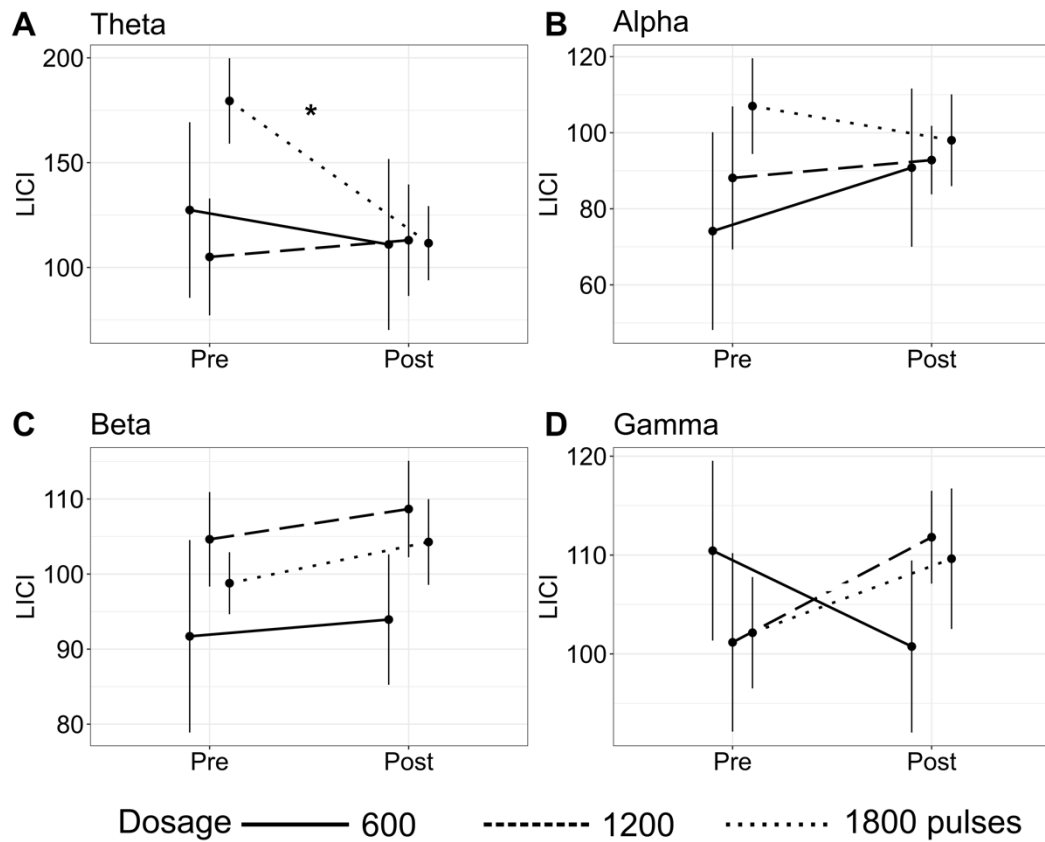 A Theta
B Alpha
200
150
100
LICI
*
Pre Post
120
100
80
60
LICI
Pre Post
C Beta
D Gamma
110
100
90
80
LICI
Pre Post
120
110
100
LICI
Pre Post
Dosage 600 1200 1800 pulses